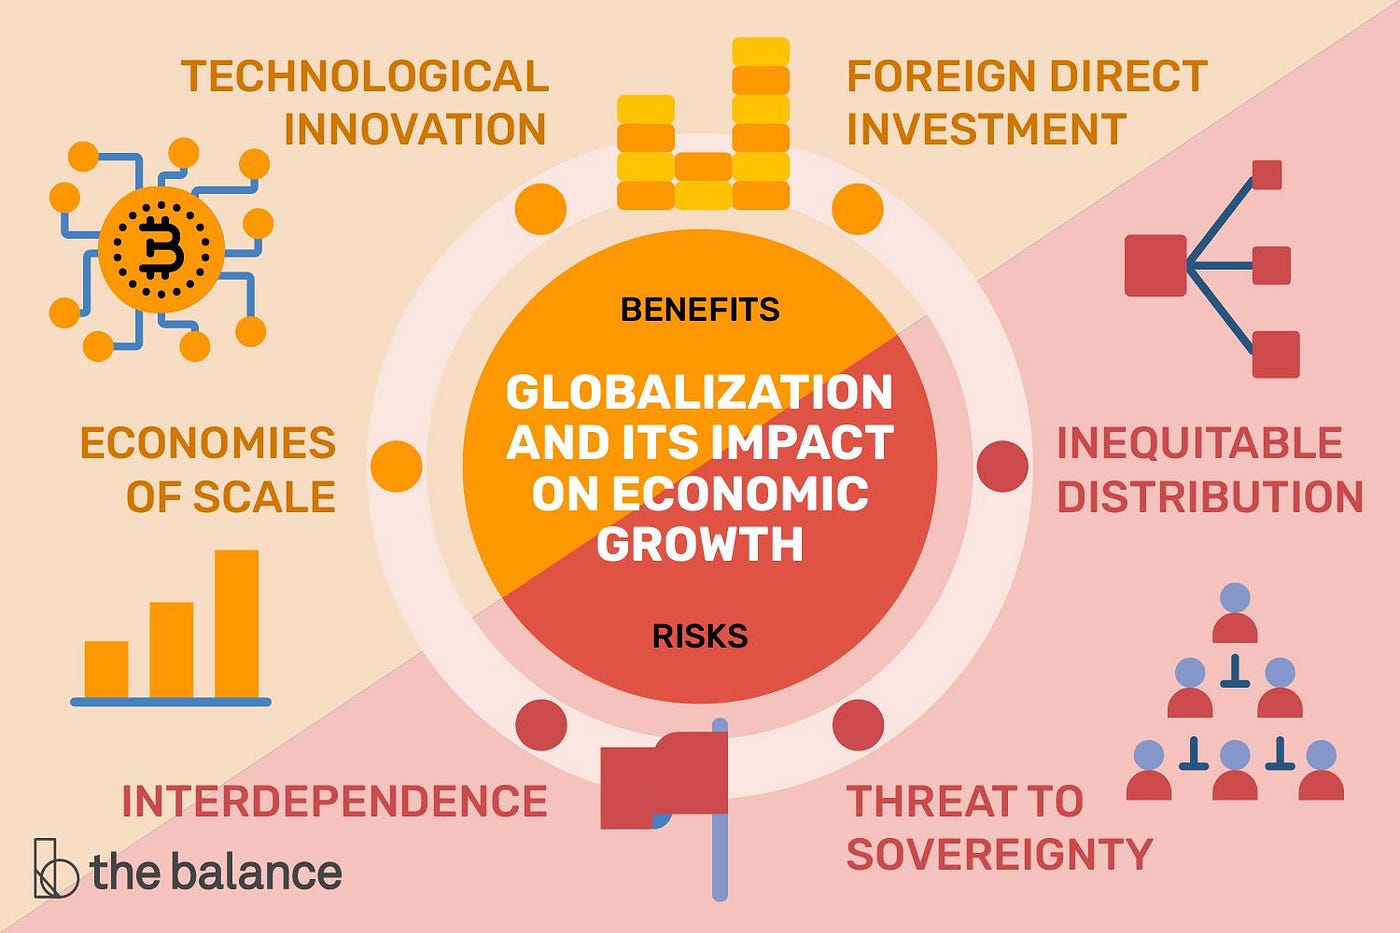 TECHNOLOGICAL
INNOVATION
FOREIGN DIRECT
INVESTMENT
BENEFITS
GLOBALIZATION
AND ITS IMPACT
ON ECONOMIC
GROWTH
RISKS
ECONOMIES
OF SCALE
INEQUITABLE
DISTRIBUTION
INTERDEPENDENCE
THREAT TO
SOVEREIGNTY
the balance